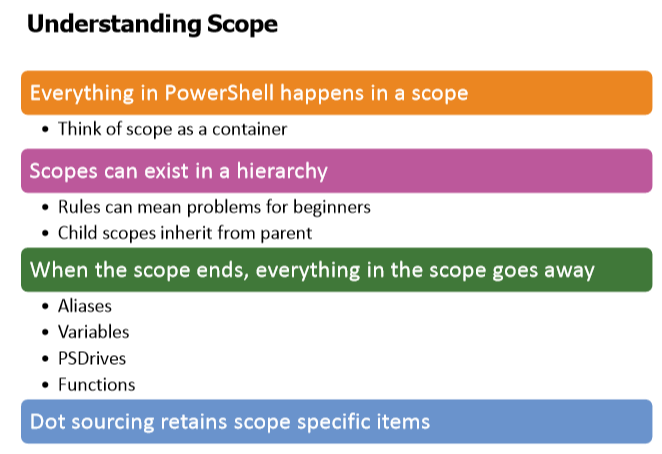 Understanding Scope
Everything in PowerShell happens in a scope
• Think of scope as a container
Scopes can exist in a hierarchy
• Rules can mean problems for beginners
• Child scopes inherit from parent
When the scope ends, everything in the scope goes away
• Aliases
• Variables
• PSDrives
• Functions
Dot sourcing retains scope specific items